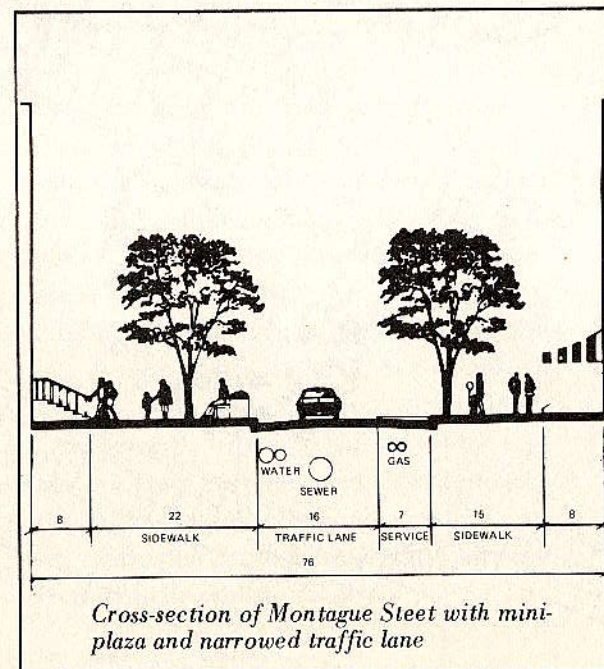 WATER
SEWER
GAS
8 22 16 7 15 8
SIDEWALK TRAFFIC LANE SERVICE SIDEWALK
76
Cross-section of Montague Steet with mini-
plaza and narrowed traffic lane